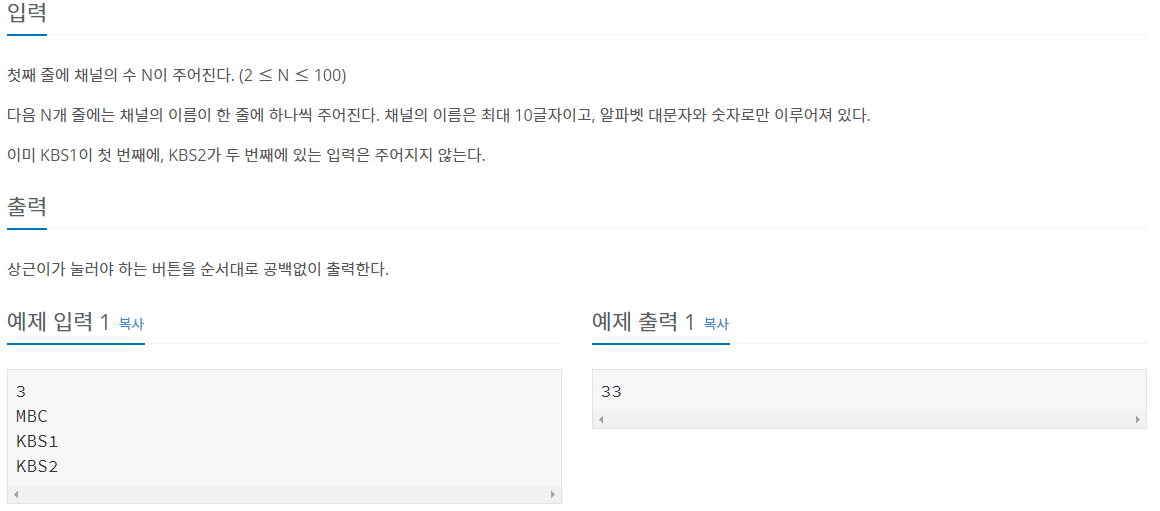 입력
첫째 줄에 채널의 수 N이 주어진다. (2 ≤ N ≤ 100)
다음 N개 줄에는 채널의 이름이 한 줄에 하나씩 주어진다. 채널의 이름은 최대 10글자이고, 알파벳 대문자와 숫자로만 이루어져 있다.
이미 KBS1이 첫 번째에, KBS2가 두 번째에 있는 입력은 주어지지 않는다.
출력
상근이가 눌러야 하는 버튼을 순서대로 공백없이 출력한다.
예제 입력 1 복사
3
MBC
KBS1
KBS2
예제 출력 1 복사
33